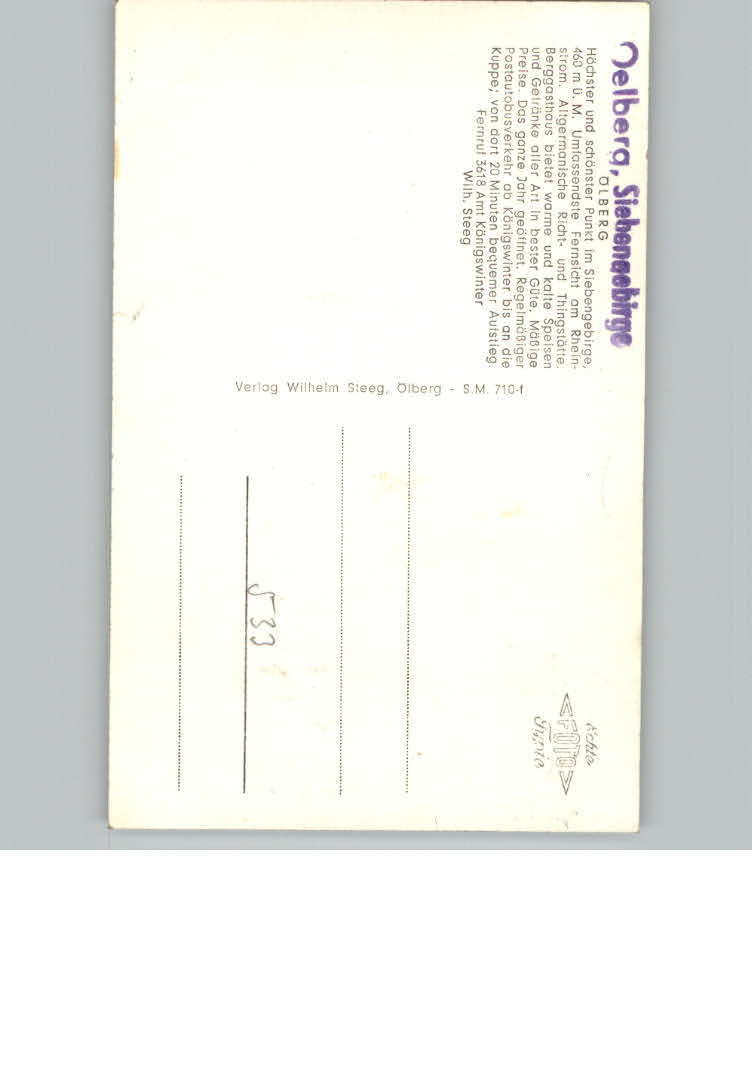 Oelberg, Siebengebirge
ÖLBERG
Höchster und schönster Punkt im Siebengebirge,
460 m ü. M. Umfassendste Fernsicht am Rhein-
strom. Altgermanische Richt- und Thingstätte.
Berggasthaus bietet warme und kalte Speisen
und Getränke aller Art in bester Güte. Mäßige
Preise. Das ganze Jahr geöffnet. Regelmäßiger
Postautobusverkehr ab Königswinter bis an die
Kuppe; von dort 20 Minuten bequemer Aufstieg.
Fernruf 3618 Amt Königswinter
Wilh. Steeg
Verlag Wilhelm Steeg, Ölberg - S.M. 710-f
533
Echte
FOTO